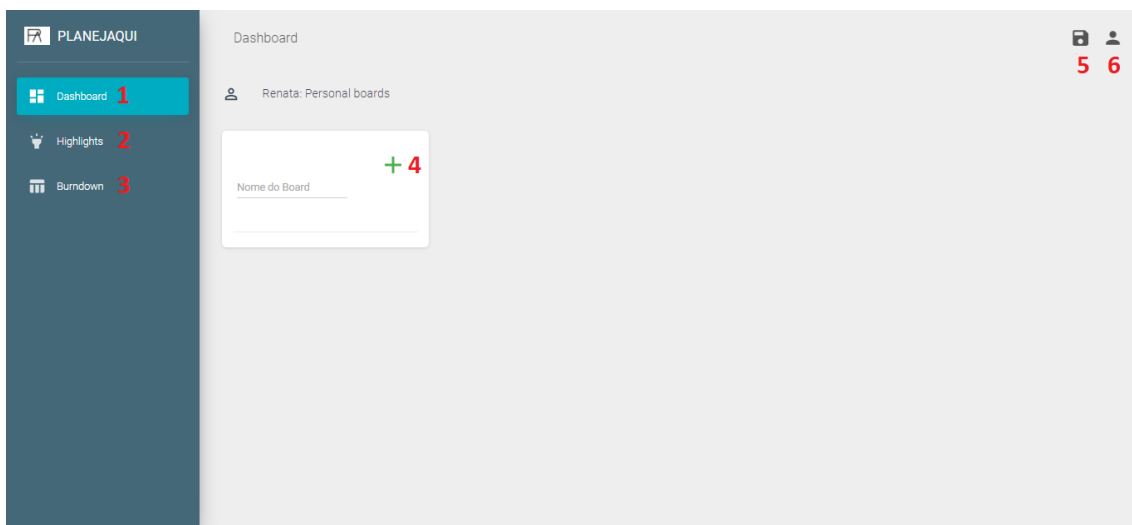 PLANEJAQUI
Dashboard
5 6
Dashboard 1
Renata: Personal boards
Highlights 2
4
Burndown 3
Nome do Board